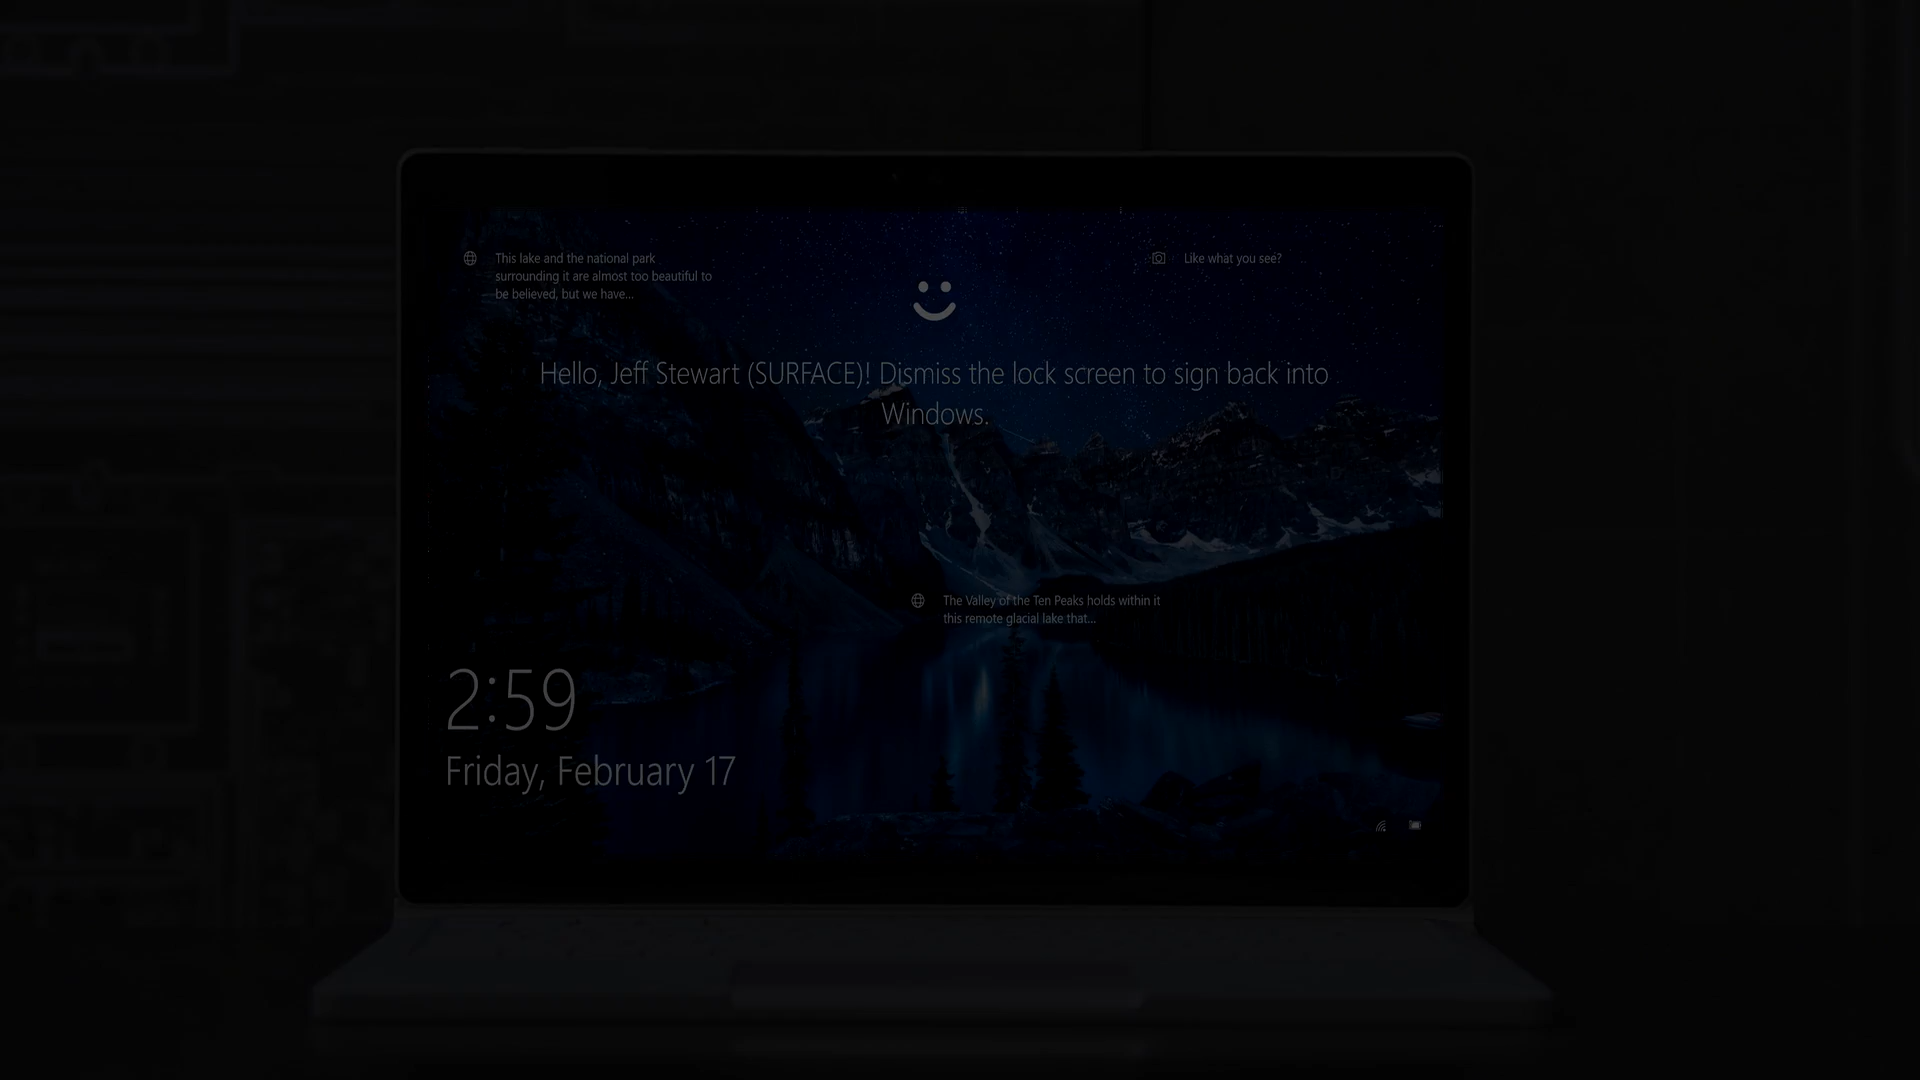 This lake and the national park
surrounding it are almost too beautiful to
be believed, but we have...
Like what you see?
Hello, Jeff Stewart (SURFACE)! Dismiss the lock screen to sign back into
Windows.
The Valley of the Ten Peaks holds within it
this remote glacial lake that...
2:59
Friday, February 17